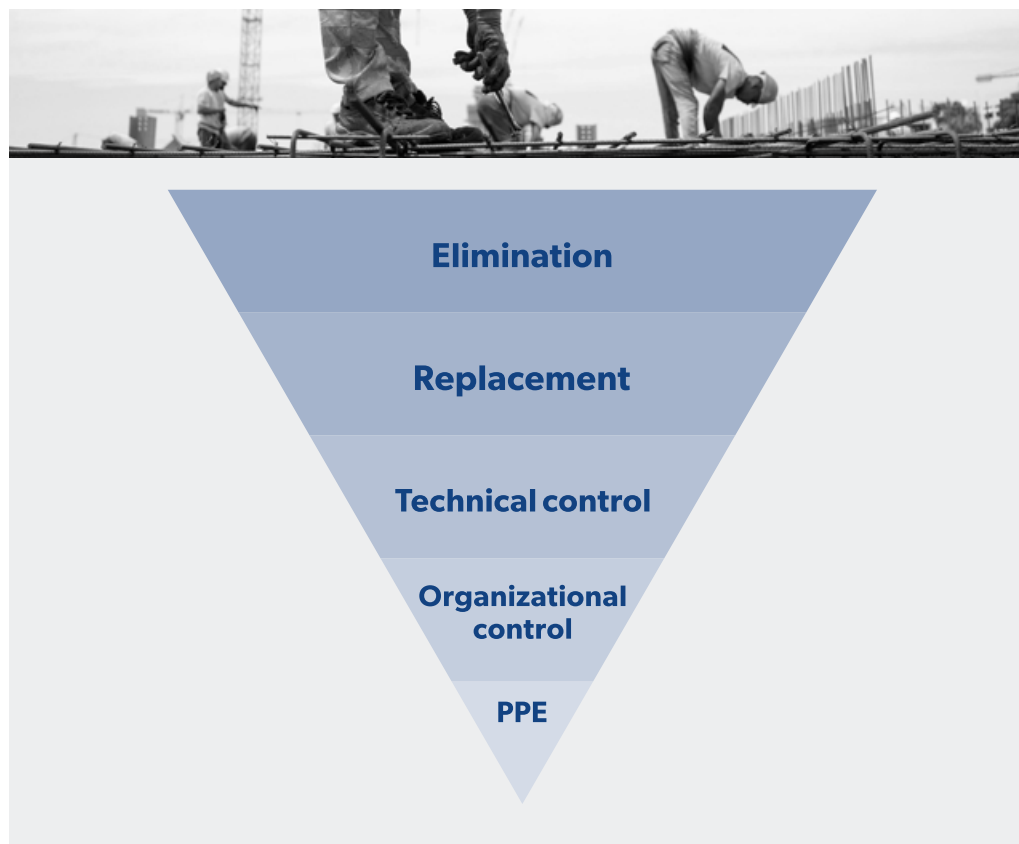 Elimination
Replacement
Technical control
Organizational
control
PPE